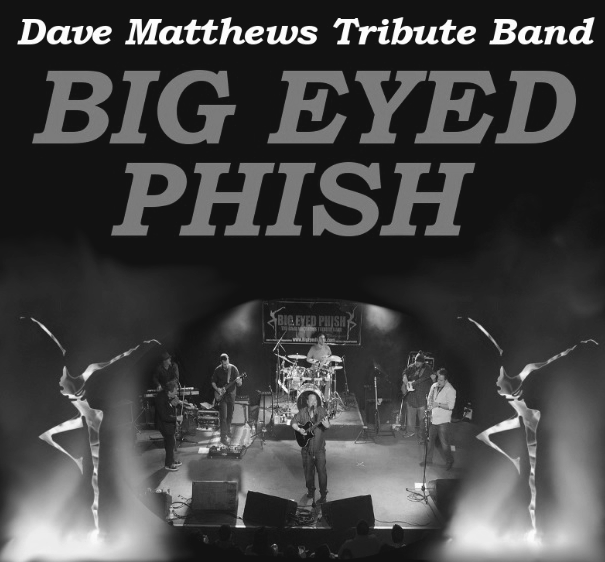 Dave Matthews Tribute Band
BIG EYED
PHISH
BIG EYED PHISH